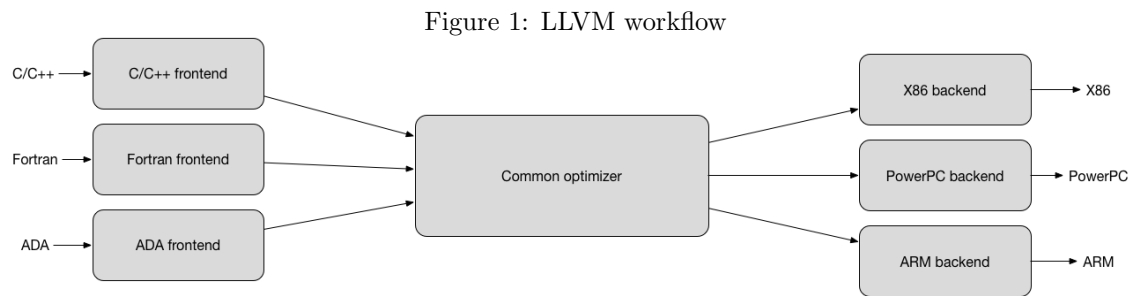 Figure 1: LLVM workflow
C/C++
C/C++ frontend
Fortran
Fortran frontend
ADA
ADA frontend
Common optimizer
X86 backend
X86
PowerPC backend
PowerPC
ARM backend
ARM